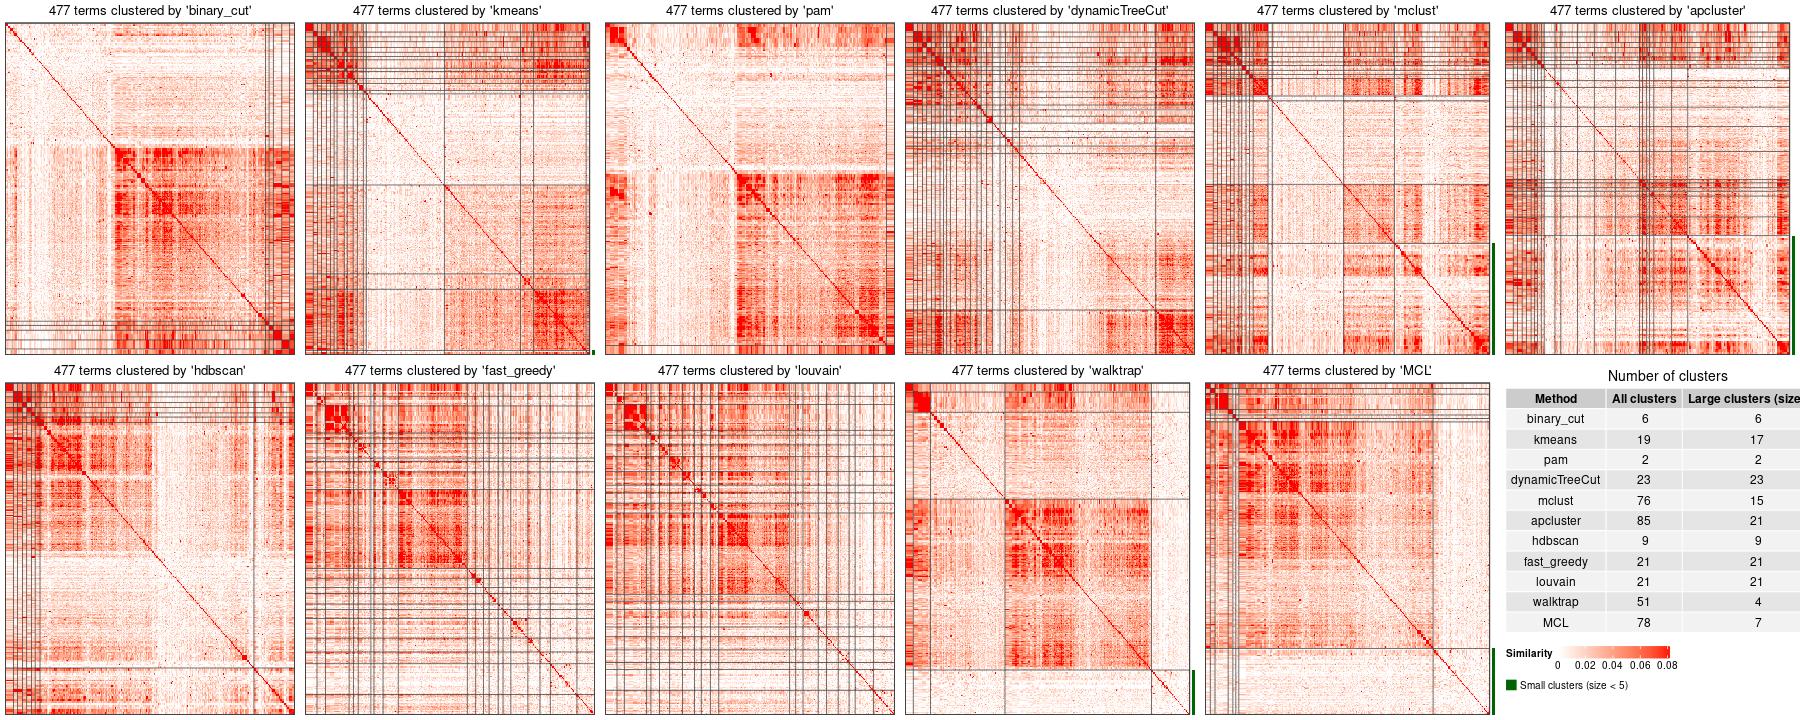 477 terms clustered by 'binary_cut'
477 terms clustered by 'kmeans'
477 terms clustered by 'pam'
477 terms clustered by 'dynamicTreeCut'
477 terms clustered by 'mclust'
477 terms clustered by 'apcluster'
477 terms clustered by 'hdbscan'
477 terms clustered by 'fast_greedy'
477 terms clustered by 'louvain'
477 terms clustered by 'walktrap'
477 terms clustered by 'MCL'
Number of clusters
Method All clusters Large clusters (size
binary_cut 6 6
kmeans 19 17
pam 2 2
dynamicTreeCut 23 23
mclust 76 15
apcluster 85 21
hdbscan 9 9
fast_greedy 21 21
louvain 21 21
walktrap 51 4
MCL 78 7
Similarity
0 0.02 0.04 0.06 0.08
Small clusters (size < 5)